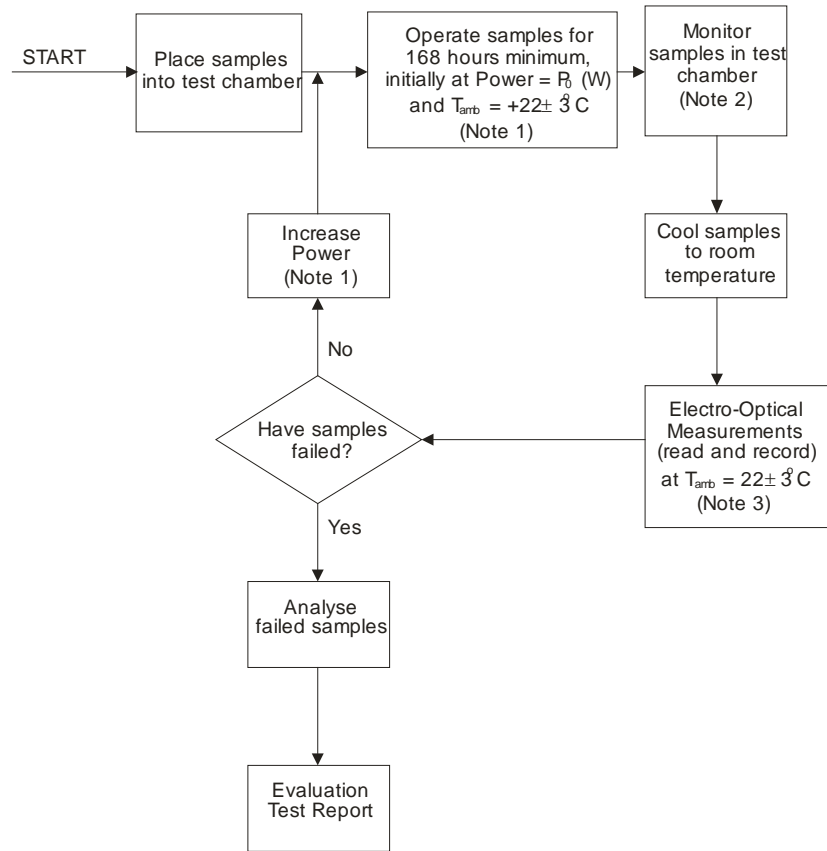 START
Place samples
into test chamber
Operate samples for
168 hours minimum,
initially at Power = P₀ (W)
and Tamb = +22± 3°C
(Note 1)
Monitor
samples in test
chamber
(Note 2)
Increase
Power
(Note 1)
Cool samples
to room
temperature
No
Have samples
failed?
Electro-Optical
Measurements
(read and record)
at Tamb = 22± 3°C
(Note 3)
Yes
Analyse
failed samples
Evaluation
Test Report